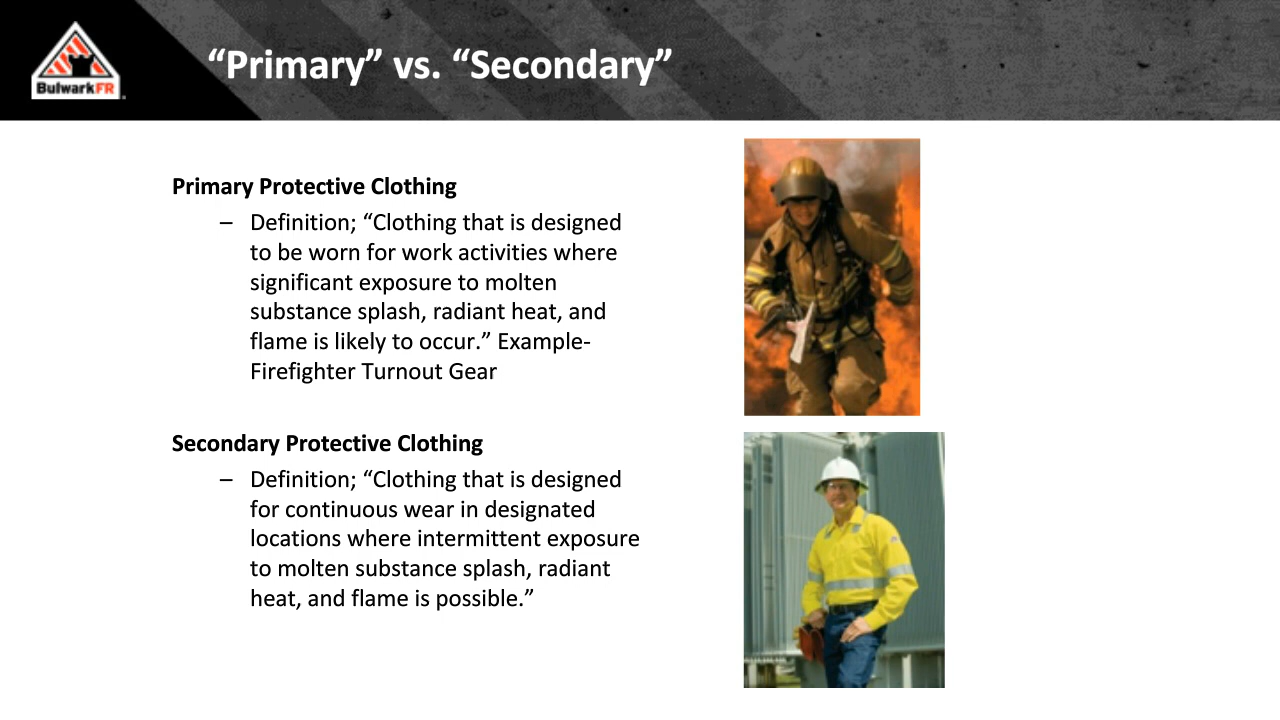 BulwarkFR
“Primary” vs. “Secondary”
Primary Protective Clothing
– Definition; “Clothing that is designed
to be worn for work activities where
significant exposure to molten
substance splash, radiant heat, and
flame is likely to occur.” Example-
Firefighter Turnout Gear
Secondary Protective Clothing
– Definition; “Clothing that is designed
for continuous wear in designated
locations where intermittent exposure
to molten substance splash, radiant
heat, and flame is possible.”